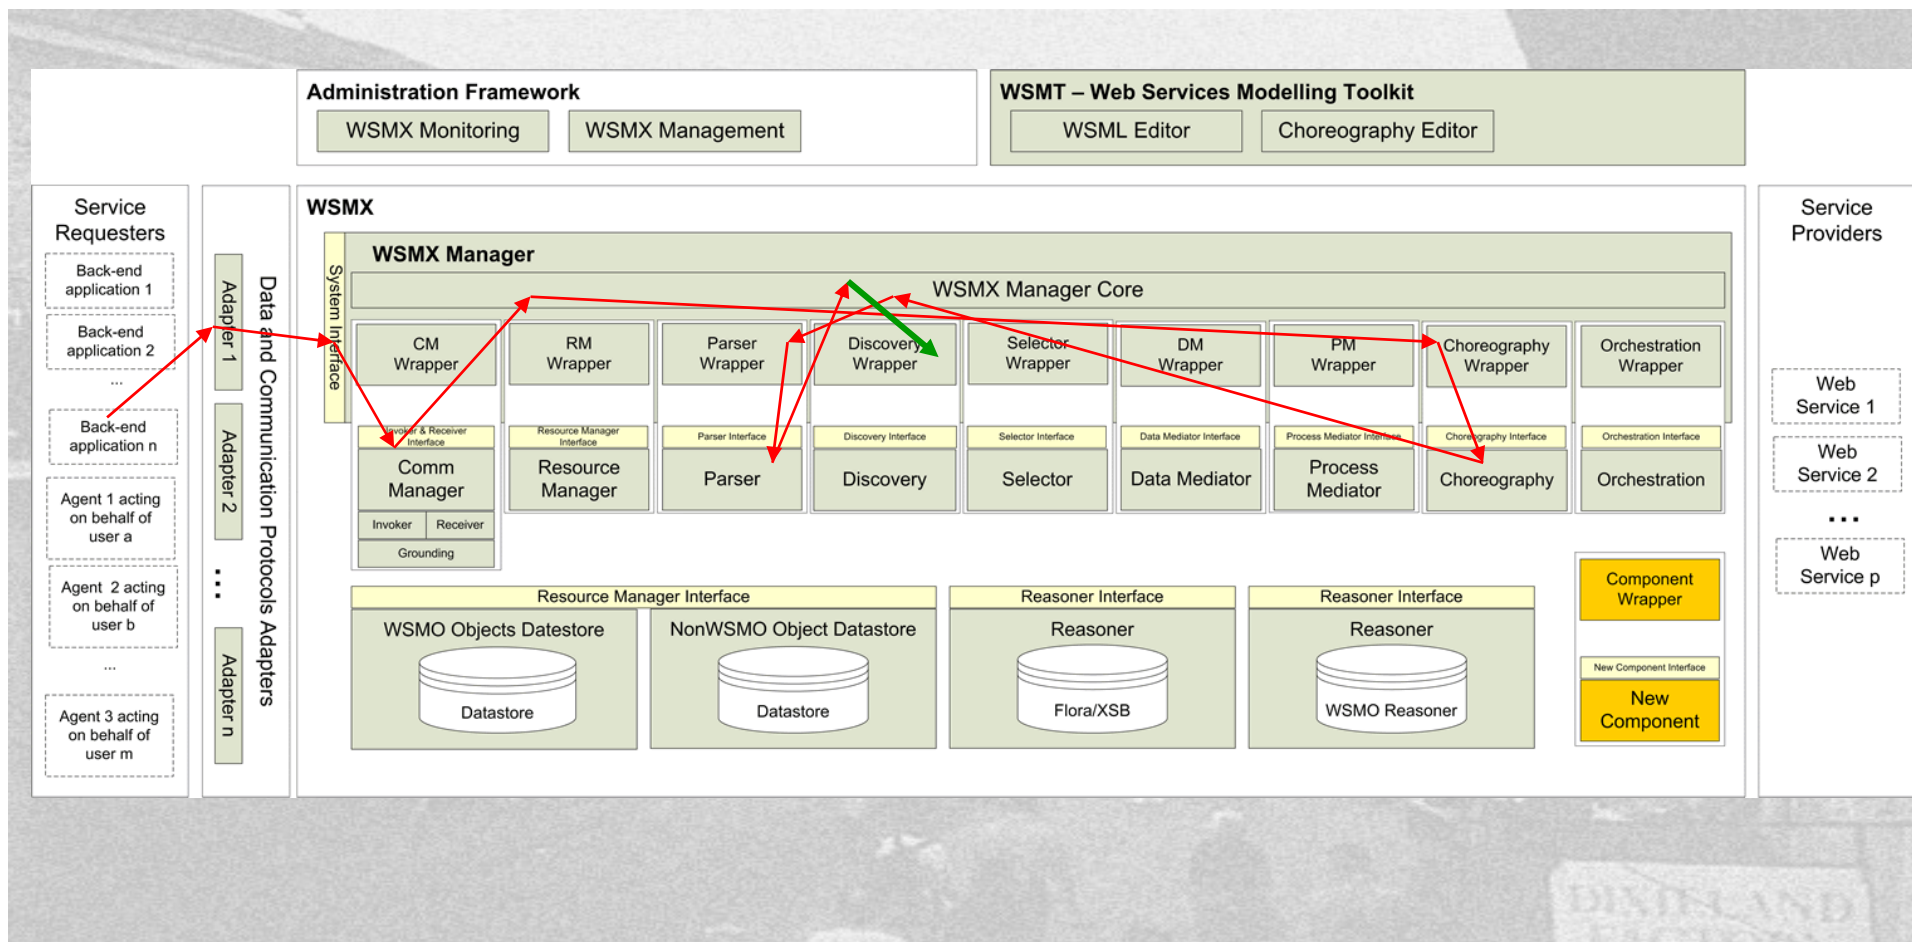 Administration Framework
WSMX Monitoring
WSMX Management
WSMT – Web Services Modelling Toolkit
WSML Editor
Choreography Editor
Service
Requesters
Back-end
application 1
Back-end
application 2
...
Back-end
application n
Agent 1 acting
on behalf of
user a
Agent  2 acting
on behalf of
user b
...
Agent 3 acting
on behalf of
user m
Adapter 1
Adapter 2
...
Adapter n
Data and Communication Protocols Adapters
WSMX
System Interface
WSMX Manager
WSMX Manager Core
CM
Wrapper
RM
Wrapper
Parser
Wrapper
Discovery
Wrapper
Selector
Wrapper
DM
Wrapper
PM
Wrapper
Choreography
Wrapper
Orchestration
Wrapper
Invoker & Receiver
Interface
Resource Manager
Interface
Parser Interface
Discovery Interface
Selector Interface
Data Mediator Interface
Process Mediator Interface
Choreography Interface
Orchestration Interface
Comm
Manager
Resource
Manager
Parser
Discovery
Selector
Data Mediator
Process
Mediator
Choreography
Orchestration
Invoker
Receiver
Grounding
Resource Manager Interface
WSMO Objects Datestore
Datastore
NonWSMO Object Datastore
Datastore
Reasoner Interface
Reasoner
Flora/XSB
Reasoner Interface
Reasoner
WSMO Reasoner
Component
Wrapper
New Component Interface
New
Component
Service
Providers
Web
Service 1
Web
Service 2
...
Web
Service p
DIXIELAND